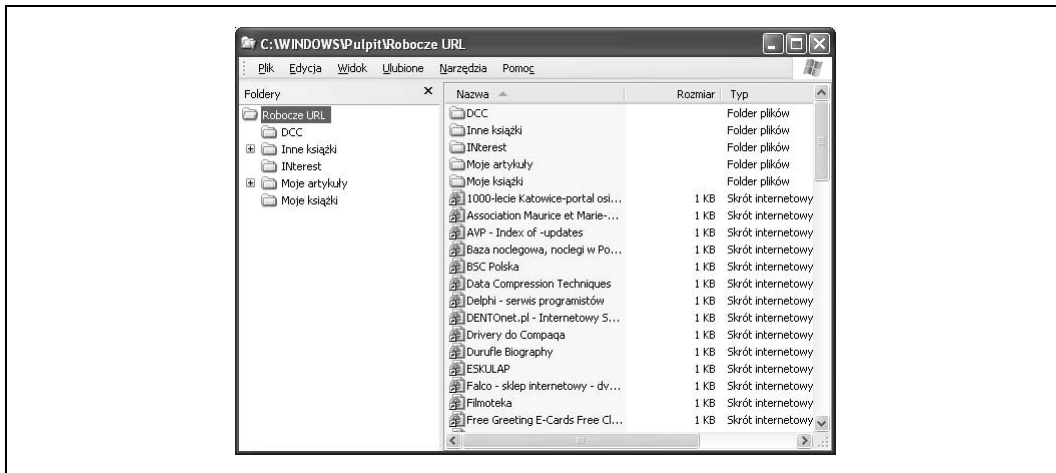 C:\WINDOWS\Pulpit\Robocze URL
Plik Edycja Widok Ulubione Narzędzia Pomoc
Foldery
Robocze URL
DCC
Inne książki
INterest
Moje artykuły
Moje książki
Nazwa Rozmiar Typ
DCC Folder plików
Inne książki Folder plików
INterest Folder plików
Moje artykuły Folder plików
Moje książki Folder plików
1000-lecie Katowice-portal osi... 1 KB Skrót internetowy
Association Maurice et Marie-... 1 KB Skrót internetowy
AVP - Index of -updates 1 KB Skrót internetowy
Baza noclegowa, noclegi w Po... 1 KB Skrót internetowy
BSC Polska 1 KB Skrót internetowy
Data Compression Techniques 1 KB Skrót internetowy
Delphi - serwis programistów 1 KB Skrót internetowy
DENTOnet.pl - Internetowy S... 1 KB Skrót internetowy
Drivery do Compaqa 1 KB Skrót internetowy
Durufle Biography 1 KB Skrót internetowy
ESKULAP 1 KB Skrót internetowy
Falco - sklep internetowy - dv... 1 KB Skrót internetowy
Filmoteka 1 KB Skrót internetowy
Free Greeting E-Cards Free Cl... 1 KB Skrót internetowy